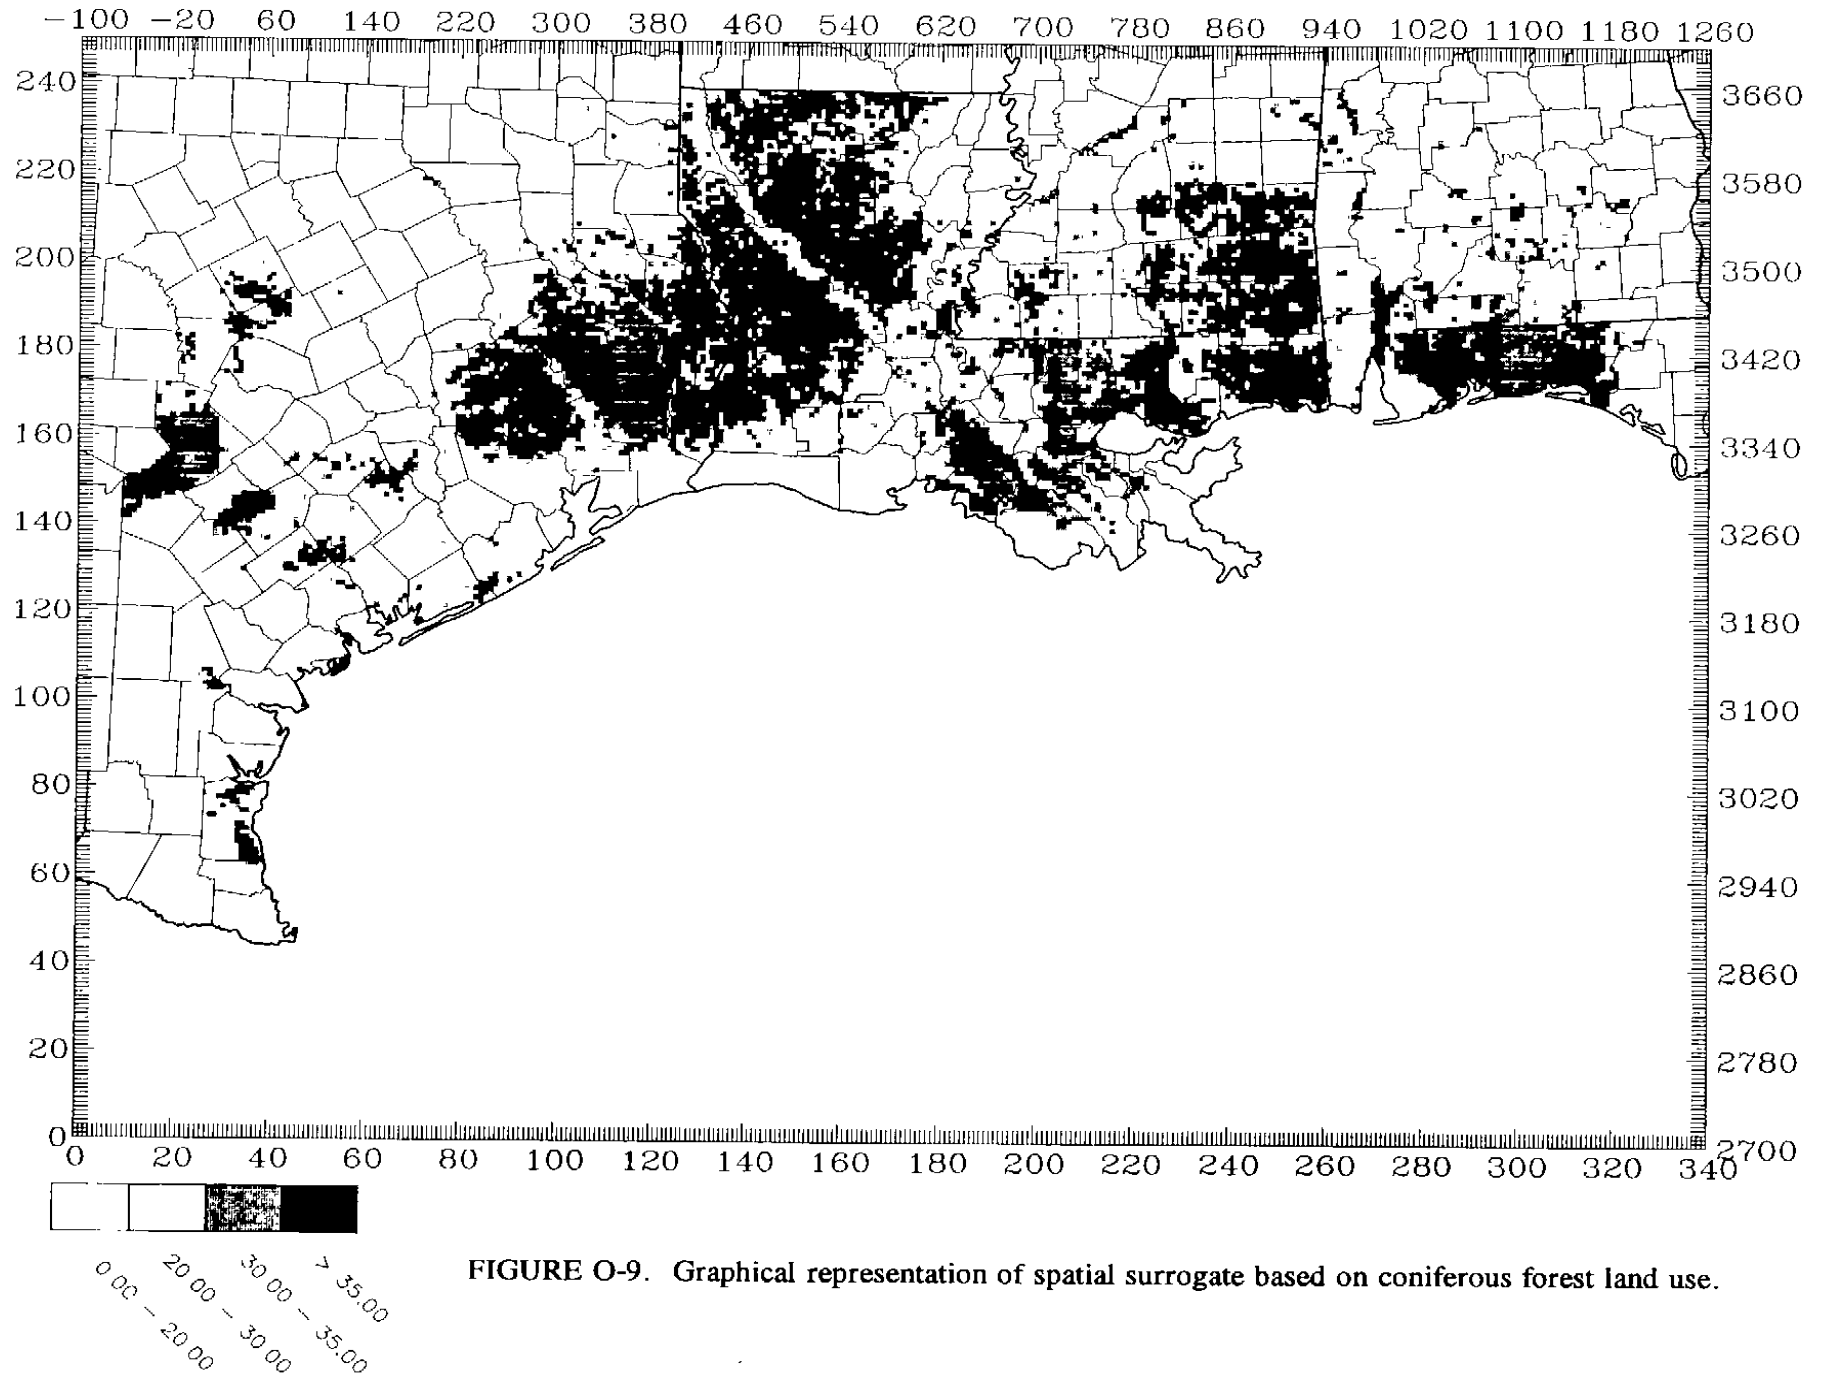 −100 −20 60 140 220 300 380 460 540 620 700 780 860 940 1020 1100 1180 1260
240 3660
220 3580
200 3500
180 3420
160 3340
140 3260
120 3180
100 3100
80 3020
60 2940
40 2860
20 2780
0 2700
0 20 40 60 80 100 120 140 160 180 200 220 240 260 280 300 320 340
0.00 − 20 00
20 00 − 30 00
30 00 − 35.00
> 35.00
FIGURE O-9. Graphical representation of spatial surrogate based on coniferous forest land use.